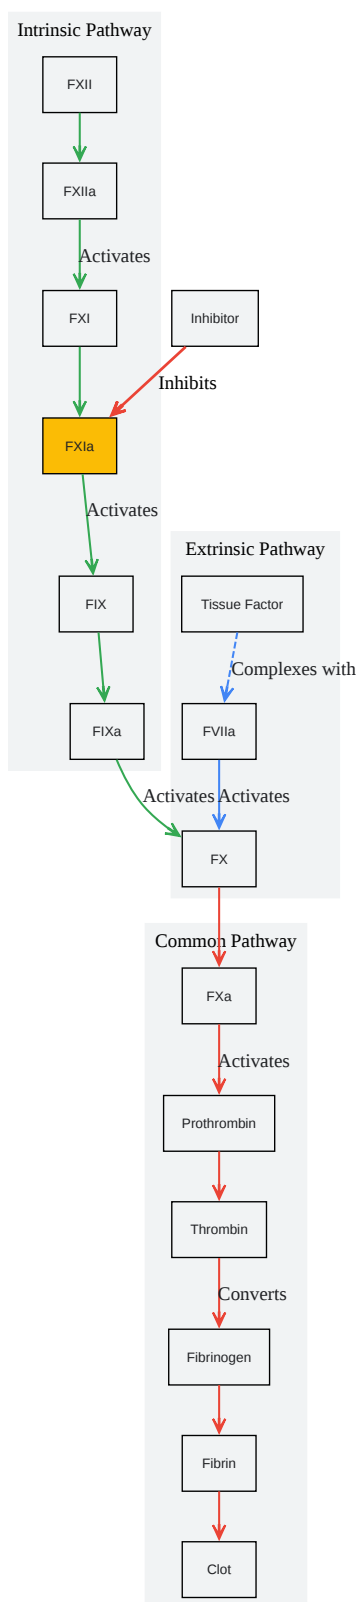 Intrinsic Pathway
FXII
FXIIa
Activates
FXI
Inhibitor
Inhibits
FXIa
Activates
Extrinsic Pathway
FIX
Tissue Factor
Complexes with
FIXa
FVIIa
Activates
Activates
FX
Common Pathway
FXa
Activates
Prothrombin
Thrombin
Converts
Fibrinogen
Fibrin
Clot